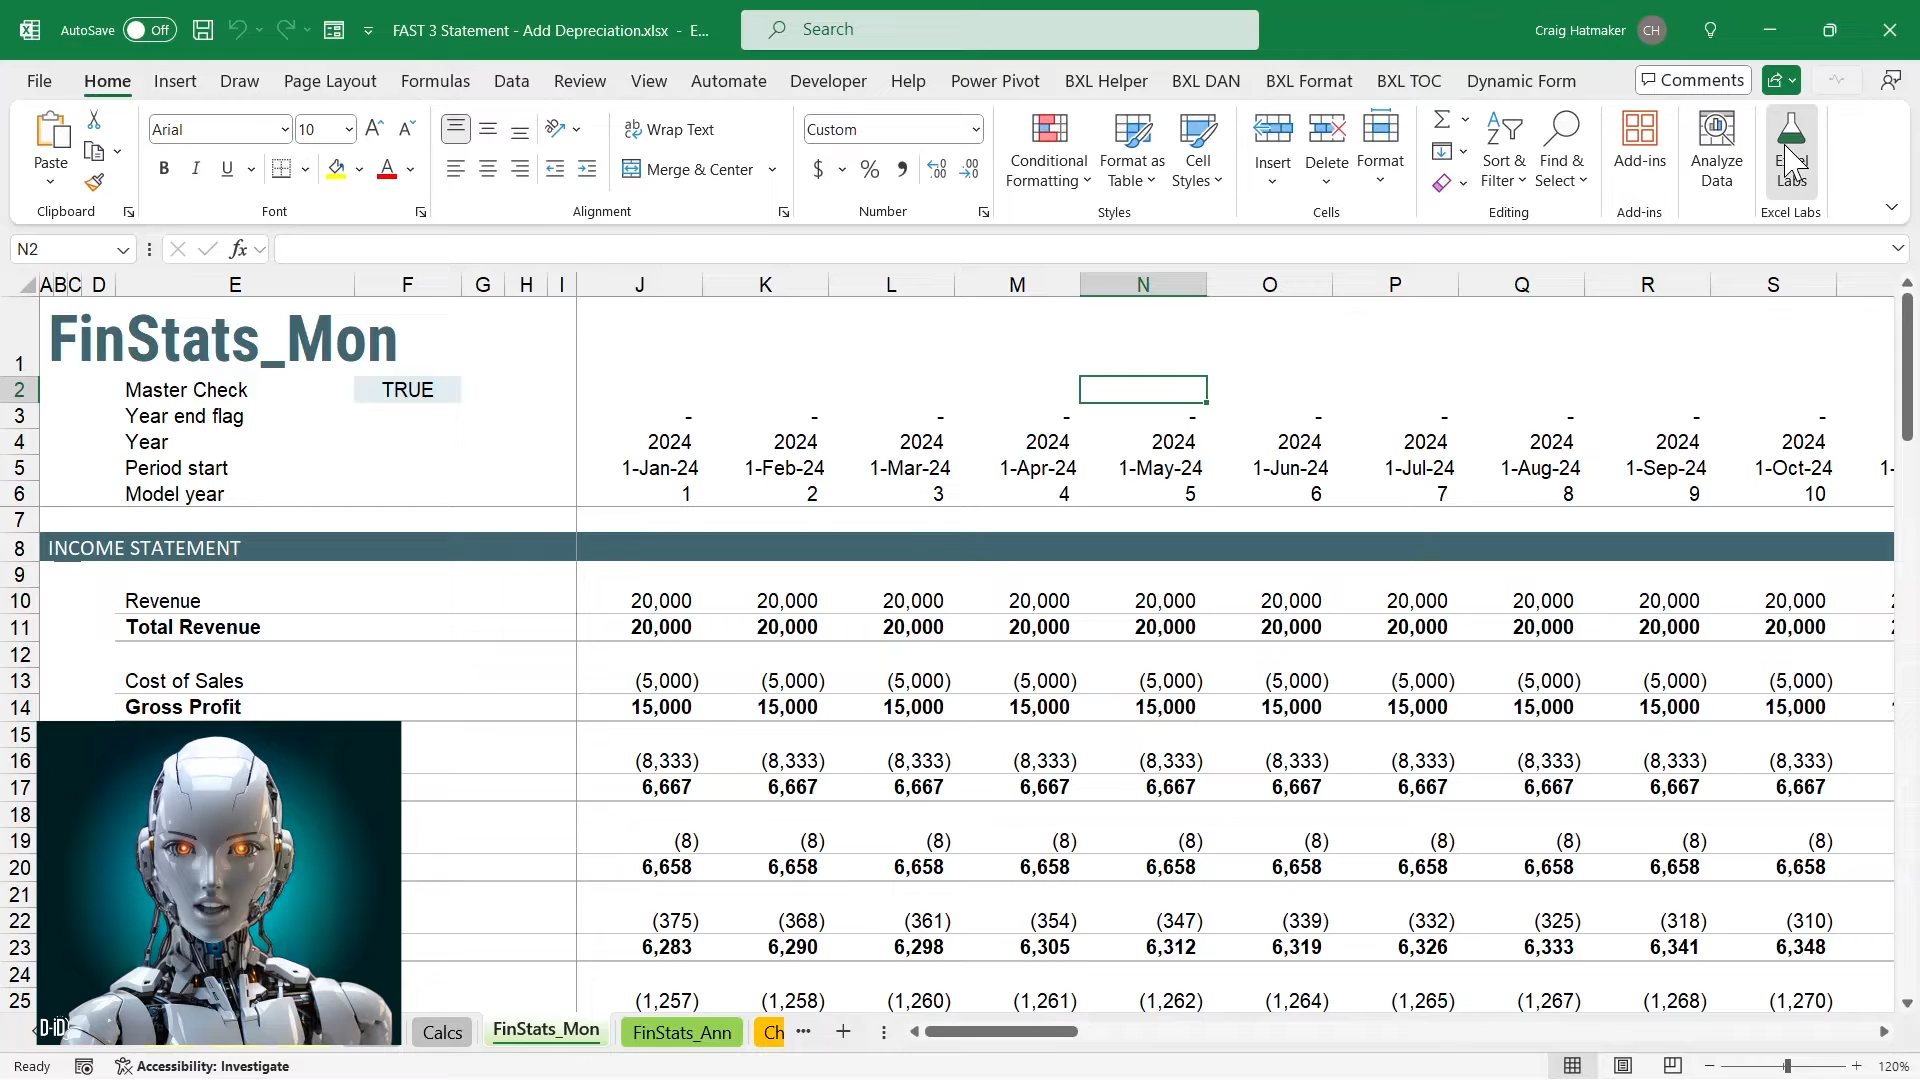 AutoSave Off FAST 3 Statement - Add Depreciation.xlsx - E... Search Craig Hatmaker CH
File Home Insert Draw Page Layout Formulas Data Review View Automate Developer Help Power Pivot BXL Helper BXL DAN BXL Format BXL TOC Dynamic Form Comments
Paste Arial 10 Wrap Text Custom Conditional Formatting Format as Table Cell Styles Insert Delete Format Sort & Filter Find & Select Add-ins Analyze Data Excel Labs
B I U Merge & Center $ %
Clipboard Font Alignment Number Styles Cells Editing Add-ins Excel Labs
N2 fx
A B C D E F G H I J K L M N O P Q R S
1 FinStats_Mon
2 Master Check TRUE
3 Year end flag - - - - - - - - - -
4 Year 2024 2024 2024 2024 2024 2024 2024 2024 2024 2024
5 Period start 1-Jan-24 1-Feb-24 1-Mar-24 1-Apr-24 1-May-24 1-Jun-24 1-Jul-24 1-Aug-24 1-Sep-24 1-Oct-24 1-
6 Model year 1 2 3 4 5 6 7 8 9 10
7
8 INCOME STATEMENT
9
10 Revenue 20,000 20,000 20,000 20,000 20,000 20,000 20,000 20,000 20,000 20,000
11 Total Revenue 20,000 20,000 20,000 20,000 20,000 20,000 20,000 20,000 20,000 20,000
12
13 Cost of Sales (5,000) (5,000) (5,000) (5,000) (5,000) (5,000) (5,000) (5,000) (5,000) (5,000)
14 Gross Profit 15,000 15,000 15,000 15,000 15,000 15,000 15,000 15,000 15,000 15,000
15
16 (8,333) (8,333) (8,333) (8,333) (8,333) (8,333) (8,333) (8,333) (8,333) (8,333)
17 6,667 6,667 6,667 6,667 6,667 6,667 6,667 6,667 6,667 6,667
18
19 (8) (8) (8) (8) (8) (8) (8) (8) (8) (8)
20 6,658 6,658 6,658 6,658 6,658 6,658 6,658 6,658 6,658 6,658
21
22 (375) (368) (361) (354) (347) (339) (332) (325) (318) (310)
23 6,283 6,290 6,298 6,305 6,312 6,319 6,326 6,333 6,341 6,348
24
25 (1,257) (1,258) (1,260) (1,261) (1,262) (1,264) (1,265) (1,267) (1,268) (1,270)
D-iD Calcs FinStats_Mon FinStats_Ann Ch ...
Ready Accessibility: Investigate 120%